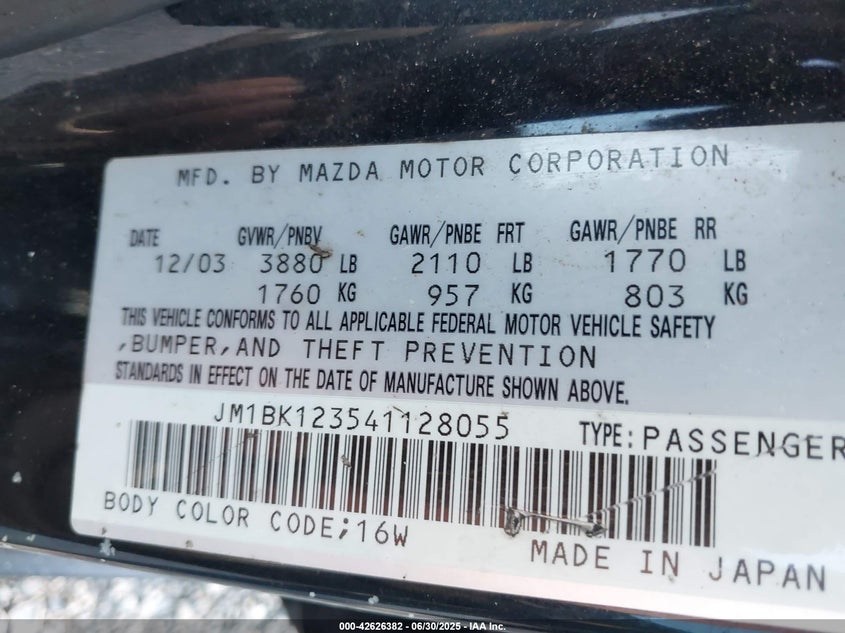 MFD. BY MAZDA MOTOR CORPORATION
DATE GVWR/PNBV GAWR/PNBE FRT GAWR/PNBE RR
12/03 3880 LB 2110 LB 1770 LB
1760 KG 957 KG 803 KG
THIS VEHICLE CONFORMS TO ALL APPLICABLE FEDERAL MOTOR VEHICLE SAFETY
,BUMPER,AND THEFT PREVENTION
STANDARDS IN EFFECT ON THE DATE OF MANUFACTURE SHOWN ABOVE.
JM1BK123541128055 TYPE:PASSENGER
BODY COLOR CODE;16W
MADE IN JAPAN
000-42626382 - 06/30/2025 - IAA Inc.